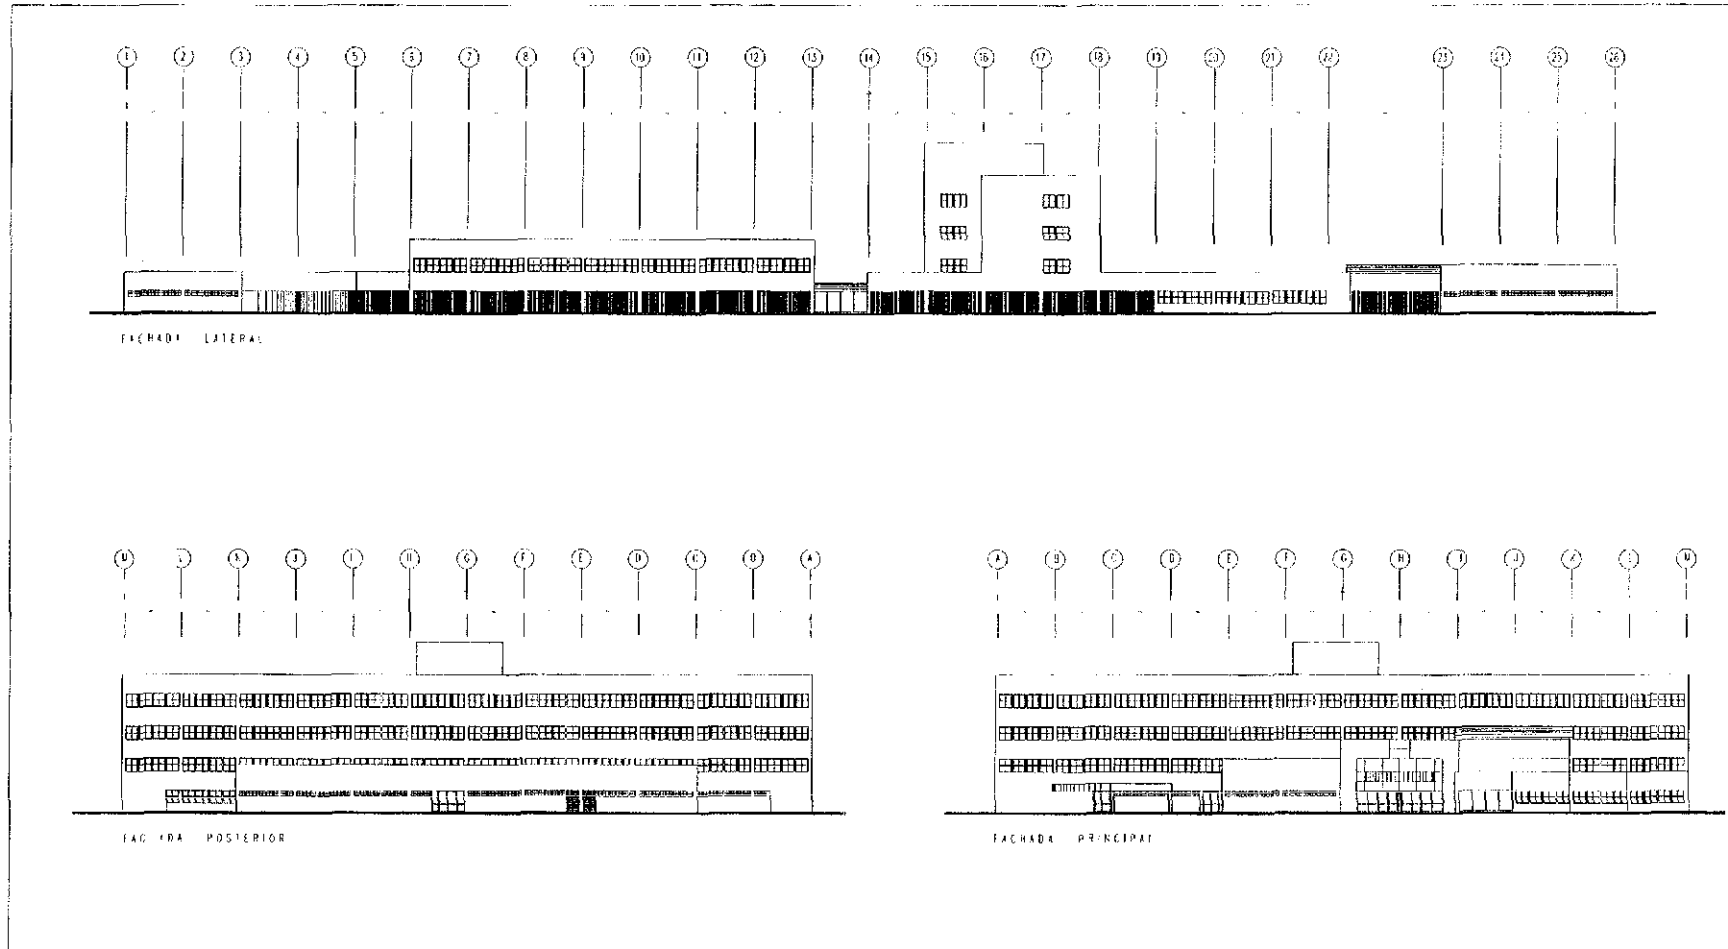 1 2 3 4 5 6 7 8 9 10 11 12 13 14 15 16 17 18 19 20 21 22 23 24 25 26
FACHADA LATERAL
M L K J I H G F E D C B A
A B C D E F G H I J K L M
POSTERIOR
FACHADA PRINCIPAL